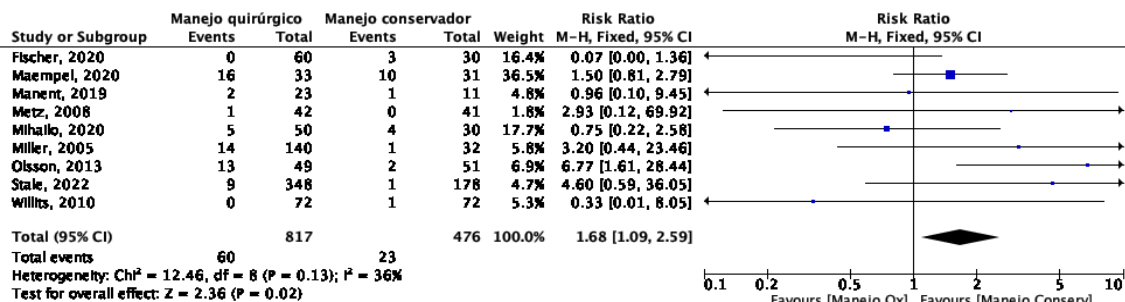 Manejo quirúrgico Manejo conservador Risk Ratio Risk Ratio
Study or Subgroup Events Total Events Total Weight M-H, Fixed, 95% CI M-H, Fixed, 95% CI
Fischer, 2020 0 60 3 30 16.4% 0.07 [0.00, 1.36]
Maempel, 2020 16 33 10 31 36.5% 1.50 [0.81, 2.79]
Manent, 2019 2 23 1 11 4.8% 0.96 [0.10, 9.45]
Metz, 2008 1 42 0 41 1.8% 2.93 [0.12, 69.92]
Mihailo, 2020 5 50 4 30 17.7% 0.75 [0.22, 2.58]
Miller, 2005 14 140 1 32 5.8% 3.20 [0.44, 23.46]
Olsson, 2013 13 49 2 51 6.9% 6.77 [1.61, 28.44]
Stale, 2022 9 348 1 178 4.7% 4.60 [0.59, 36.05]
Willits, 2010 0 72 1 72 5.3% 0.33 [0.01, 8.05]
Total (95% CI) 817 476 100.0% 1.68 [1.09, 2.59]
Total events 60 23
Heterogeneity: Chi² = 12.46, df = 8 (P = 0.13); I² = 36%
Test for overall effect: Z = 2.36 (P = 0.02)
0.1 0.2 0.5 1 2 5 10
Favours [Manejo Qx] Favours [Manejo Conserv]